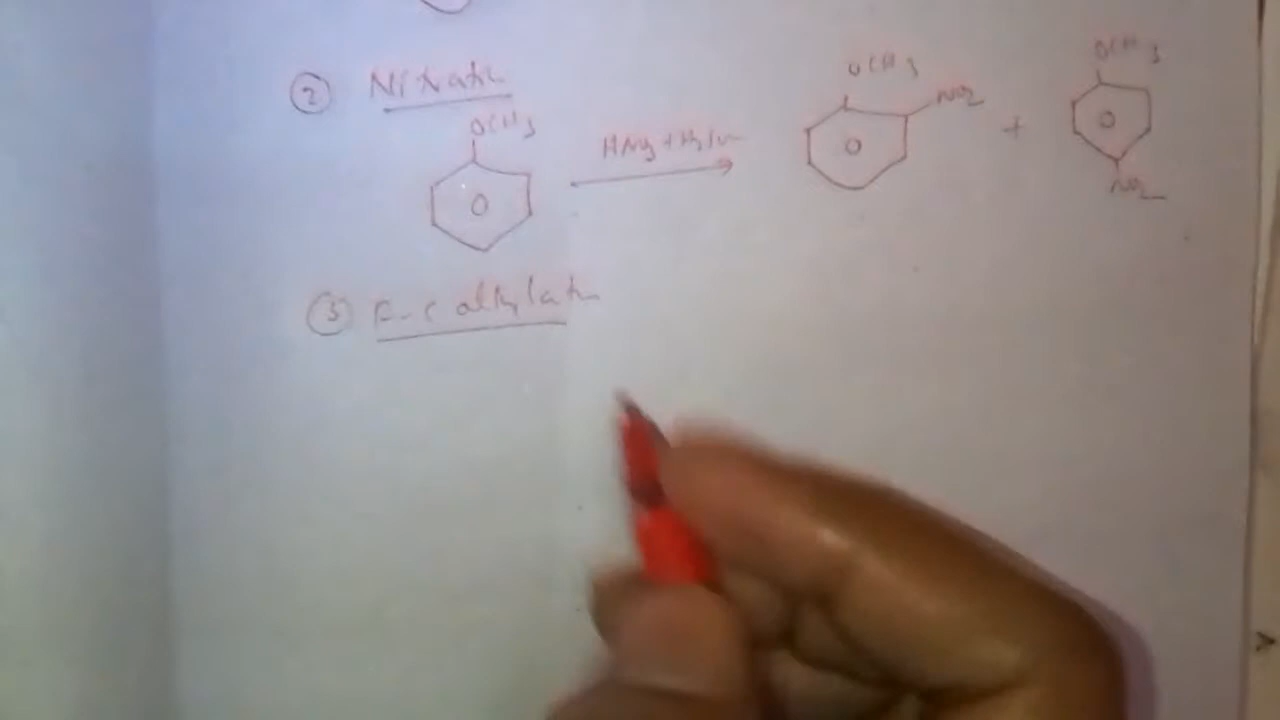 ② Nitratn
OCH3
HNO3 + H2SO4
OCH3
NO2
+
OCH3
NO2
③ F-C alkylatn